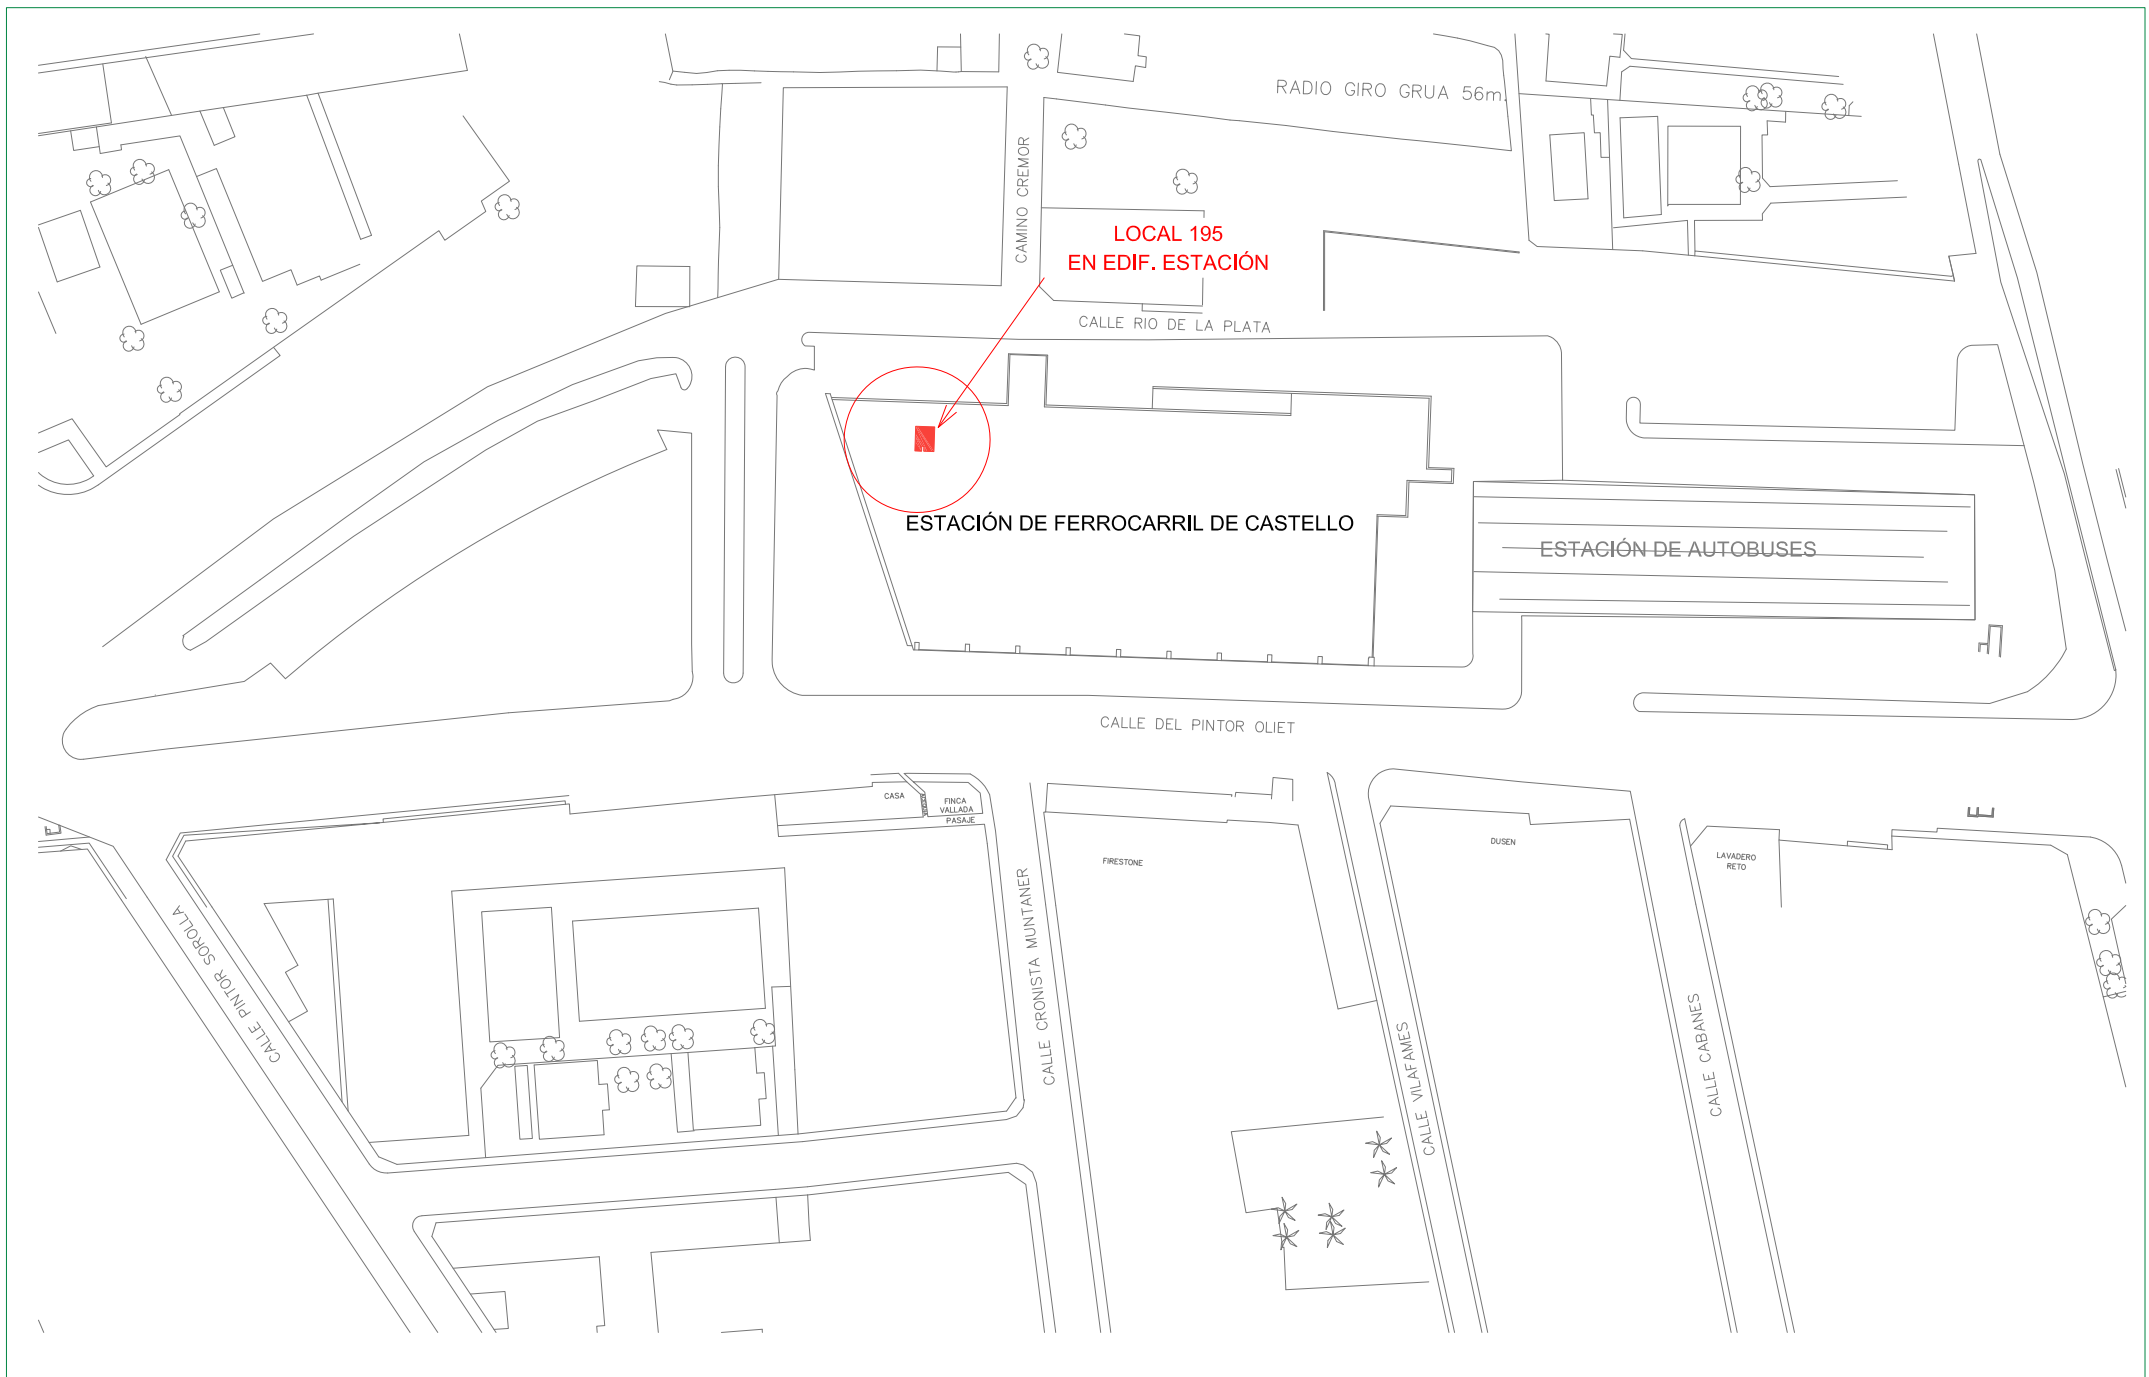 RADIO GIRO GRUA 56m.
CAMINO CREMOR
LOCAL 195
EN EDIF. ESTACIÓN
CALLE RIO DE LA PLATA
ESTACIÓN DE FERROCARRIL DE CASTELLO
ESTACIÓN DE AUTOBUSES
CALLE DEL PINTOR OLIET
CASA
FINCA
VALLADA
PASAJE
FIRESTONE
DUSEN
LAVADERO
RETO
CALLE PINTOR SOROLLA
CALLE CRONISTA MUNTANER
CALLE VILAFAMES
CALLE CABANES